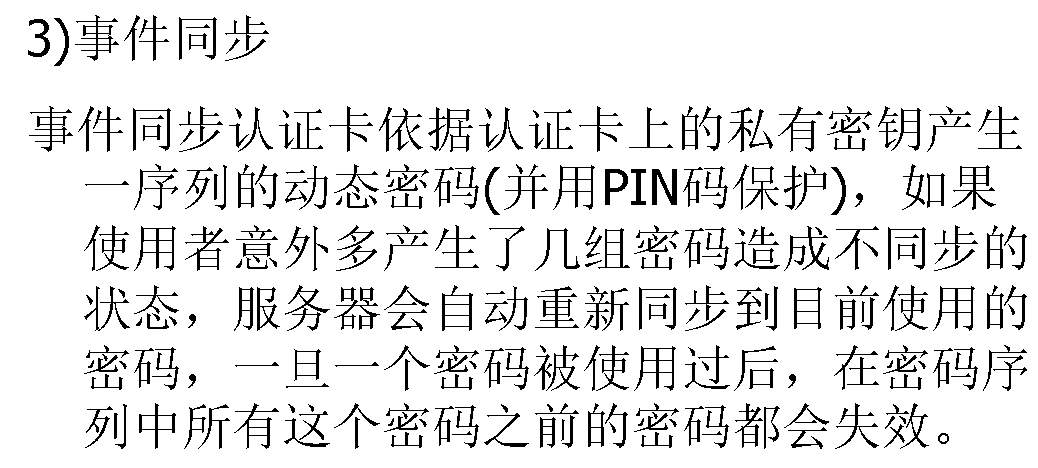 3)事件同步
事件同步认证卡依据认证卡上的私有密钥产生
一序列的动态密码(并用PIN码保护)，如果
使用者意外多产生了几组密码造成不同步的
状态，服务器会自动重新同步到目前使用的
密码，一旦一个密码被使用过后，在密码序
列中所有这个密码之前的密码都会失效。